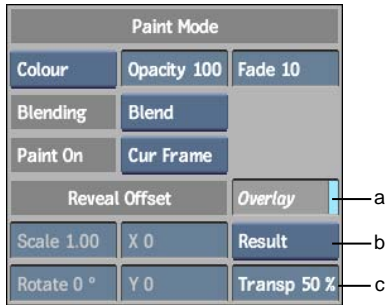 Paint Mode
Colour Opacity 100 Fade 10
Blending Blend
Paint On Cur Frame
Reveal Offset Overlay a
Scale 1.00 X 0 Result b
Rotate 0 ° Y 0 Transp 50 % c